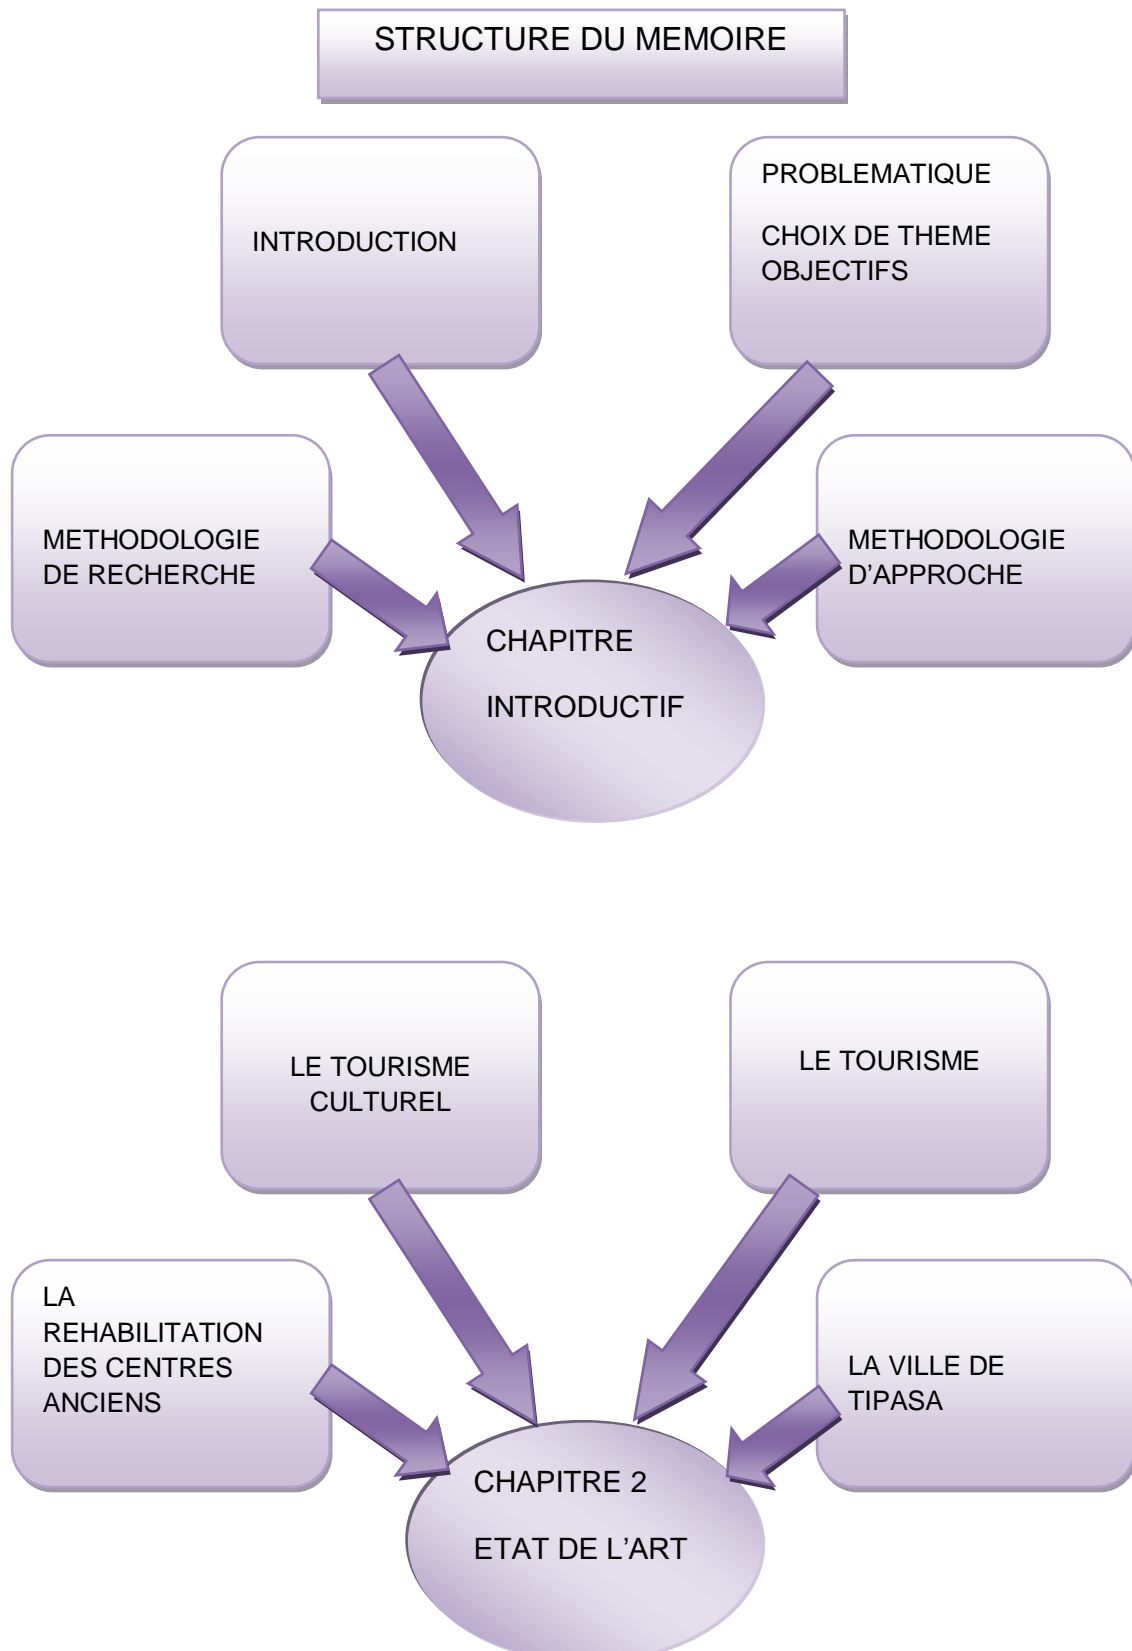 STRUCTURE DU MEMOIRE
INTRODUCTION
PROBLEMATIQUE
CHOIX DE THEME
OBJECTIFS
METHODOLOGIE
DE RECHERCHE
METHODOLOGIE
D'APPROCHE
CHAPITRE
INTRODUCTIF
LE TOURISME
CULTUREL
LE TOURISME
LA
REHABILITATION
DES CENTRES
ANCIENS
LA VILLE DE
TIPASA
CHAPITRE 2
ETAT DE L’ART